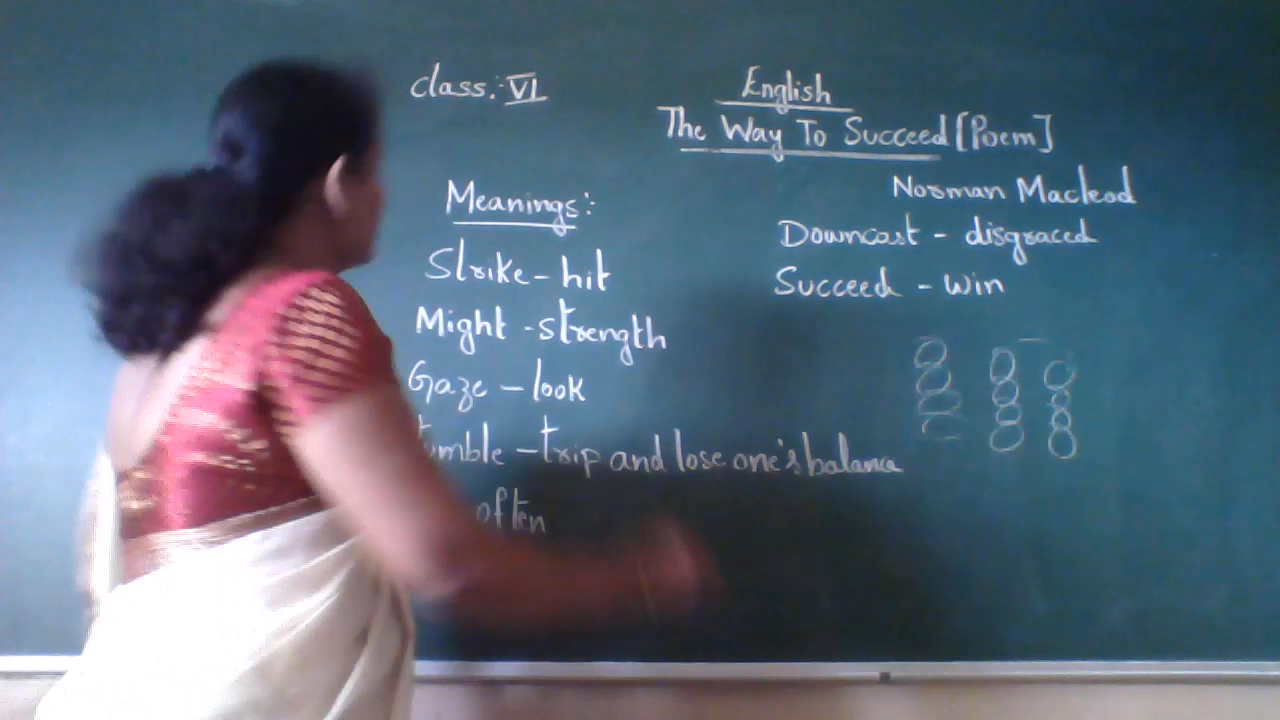 Class:- VI
English
The Way To Succeed [Poem]
Norman Macleod
Meanings:-
Strike - hit
Might - strength
Gaze - look
tumble - trip and lose one's balance
often
Downcast - disgraced
Succeed - win